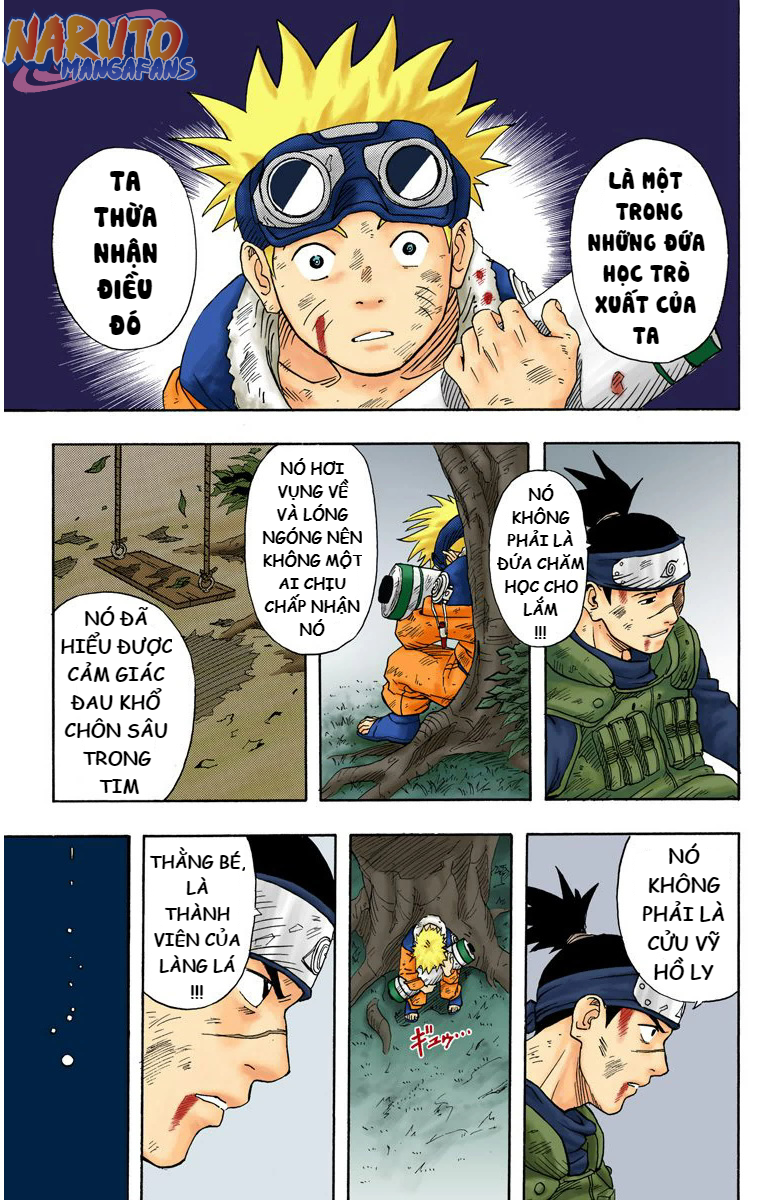 NARUTO
MANGAFANS
LÀ MỘT
TRONG
NHỮNG ĐỨA
HỌC TRÒ
XUẤT CỦA
TA
TA
THỪA
NHẬN
ĐIỀU
ĐÓ
NÓ
KHÔNG
PHẢI LÀ
ĐỨA CHĂM
HỌC CHO
LẮM
!!!
NÓ HƠI
VỤNG VỀ
VÀ LÓNG
NGÓNG NÊN
KHÔNG MỘT
AI CHỊU
CHẤP NHẬN
NÓ
NÓ ĐÃ
HIỂU ĐƯỢC
CẢM GIÁC
ĐAU KHỔ
CHÔN SÂU
TRONG
TIM
NÓ
KHÔNG
PHẢI LÀ
CỬU VỸ
HỒ LY
ギュゥ…
THẰNG BÉ,
LÀ
THÀNH
VIÊN CỦA
LÀNG LÁ
!!!